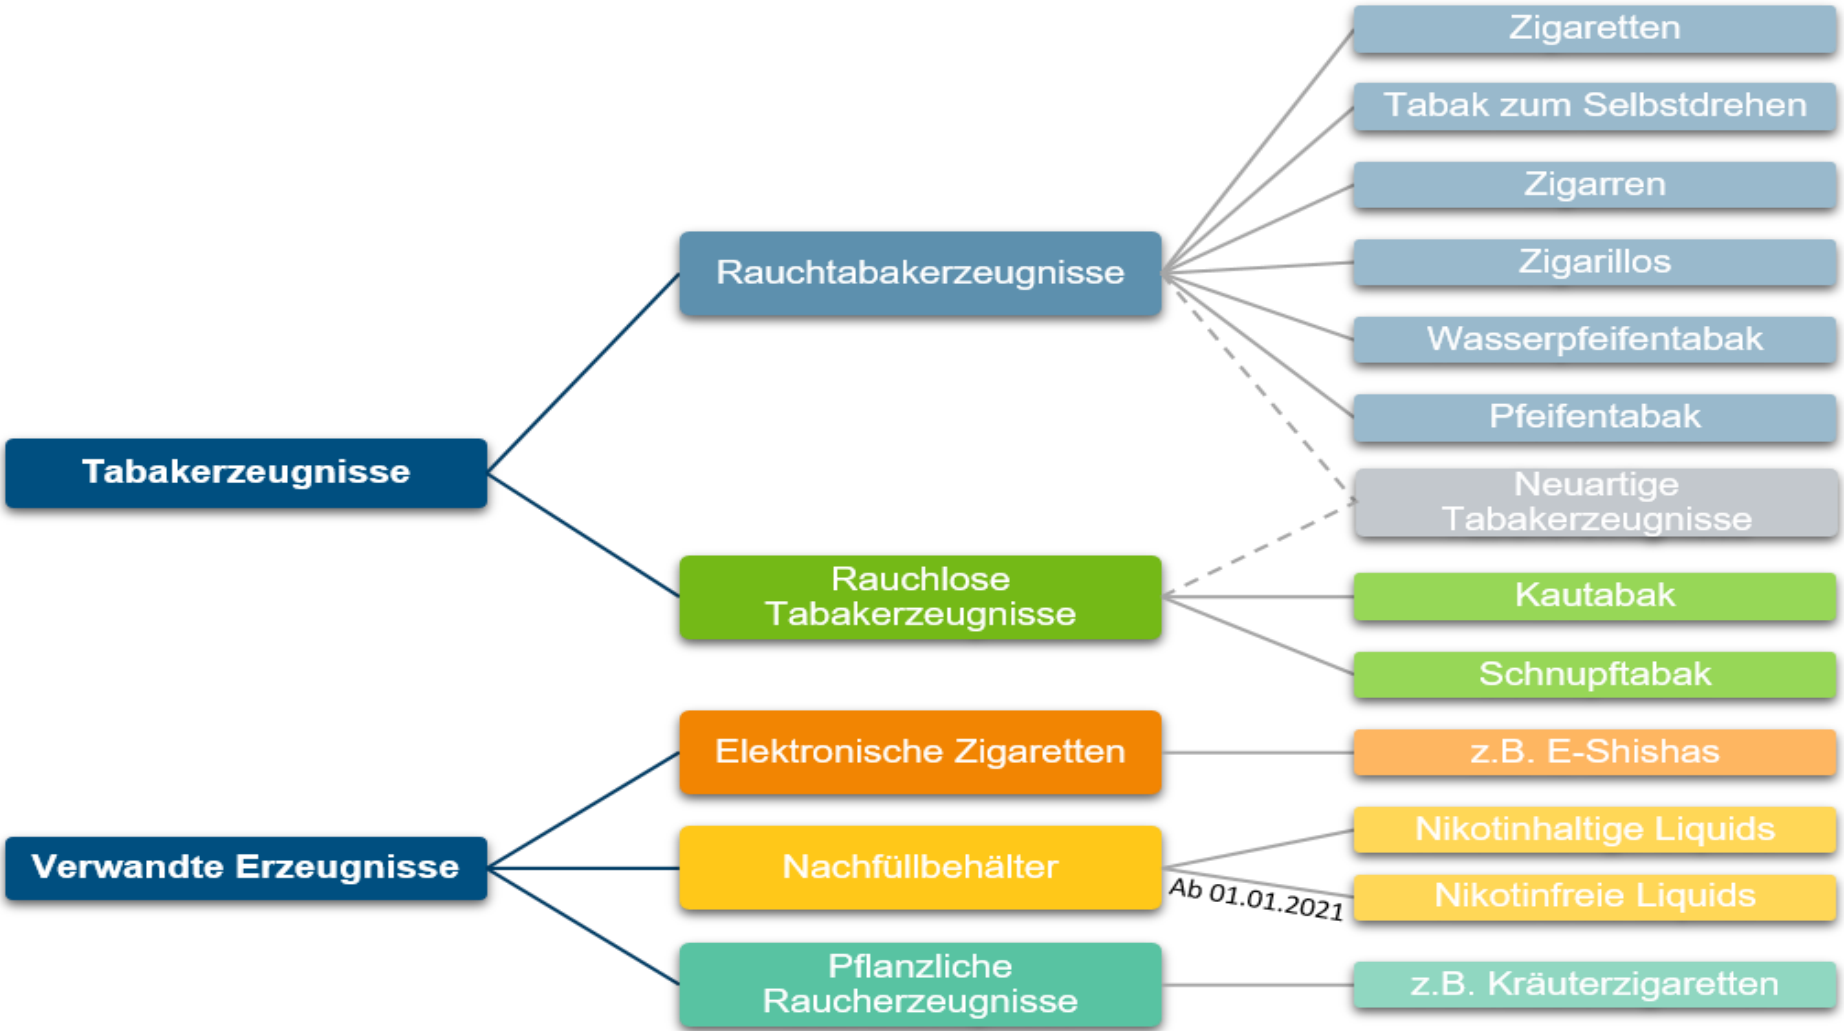 Zigaretten
Tabak zum Selbstdrehen
Zigarren
Rauchtabakerzeugnisse
Zigarillos
Wasserpfeifentabak
Pfeifentabak
Tabakerzeugnisse
Neuartige
Tabakerzeugnisse
Rauchlose
Tabakerzeugnisse
Kautabak
Schnupftabak
Elektronische Zigaretten
z.B. E-Shishas
Verwandte Erzeugnisse
Nachfüllbehälter
Nikotinhaltige Liquids
Ab 01.01.2021
Nikotinfreie Liquids
Pflanzliche
Raucherzeugnisse
z.B. Kräuterzigaretten